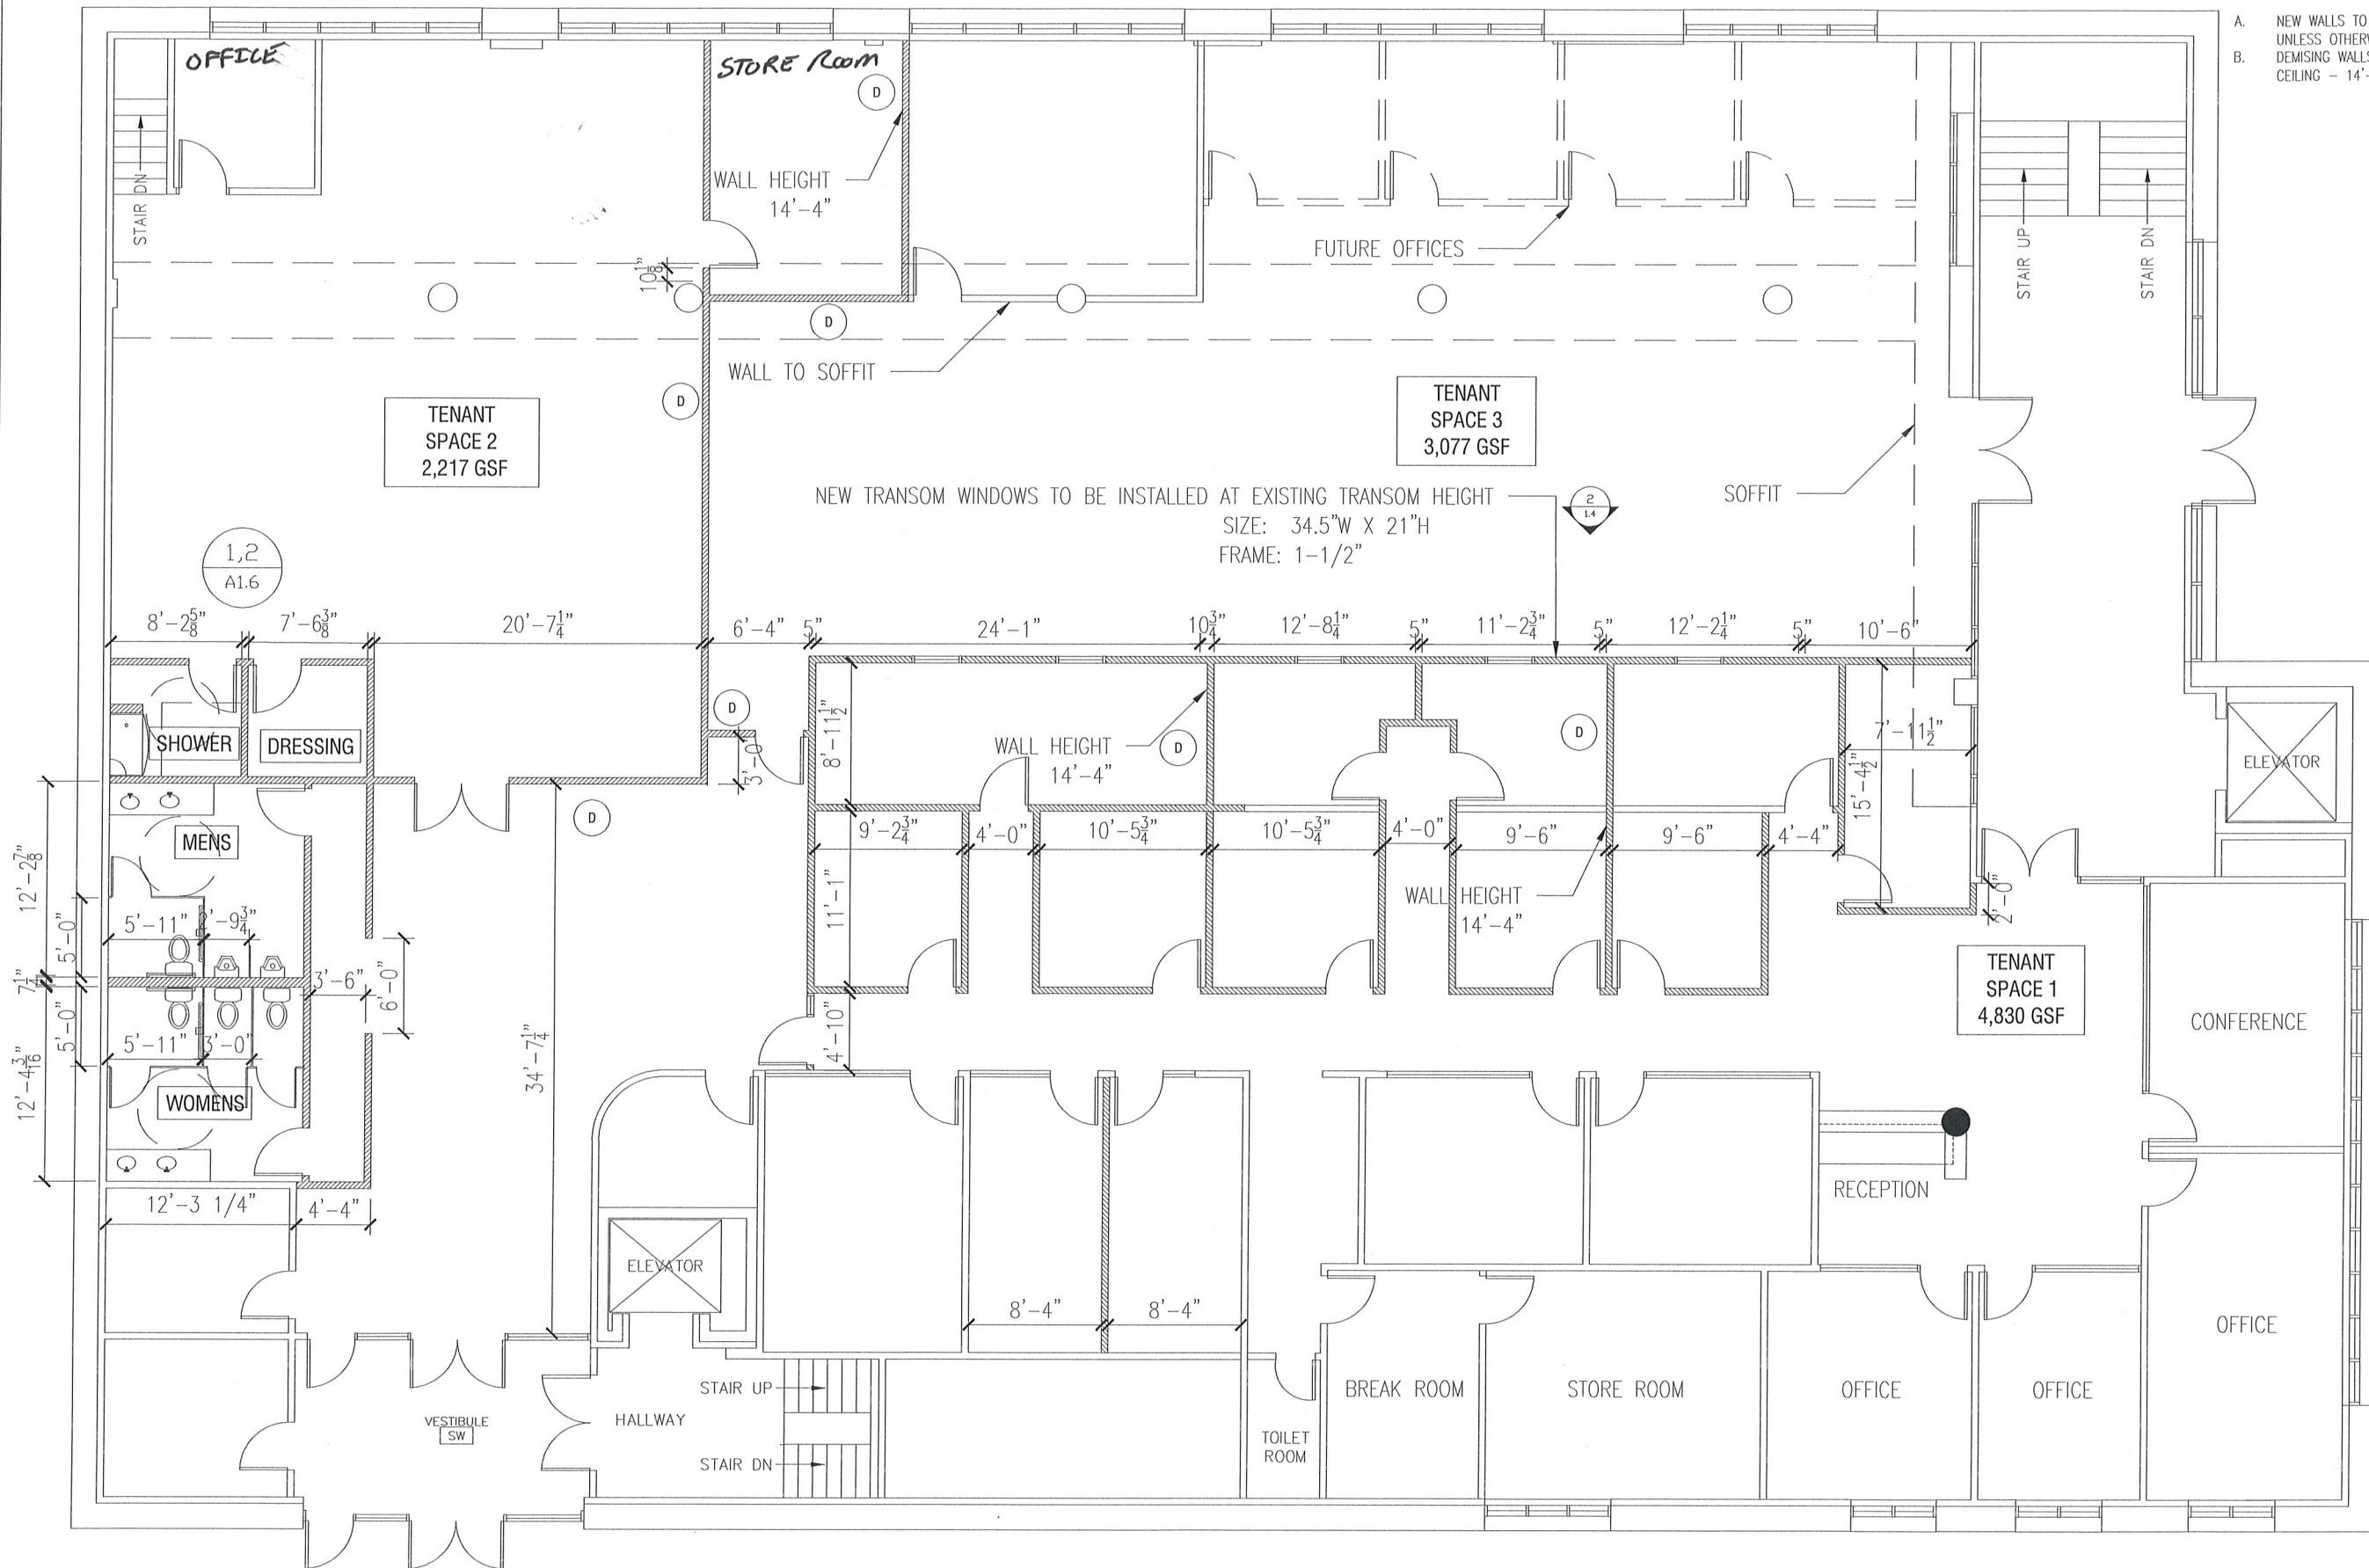 A. NEW WALLS TO
UNLESS OTHERW
B. DEMISING WALLS
CEILING – 14'-
OFFICE
STORE ROOM
D
STAIR DN
WALL HEIGHT
14'-4"
FUTURE OFFICES
STAIR UP
STAIR DN
10 1/8"
D
WALL TO SOFFIT
D
TENANT
SPACE 2
2,217 GSF
TENANT
SPACE 3
3,077 GSF
NEW TRANSOM WINDOWS TO BE INSTALLED AT EXISTING TRANSOM HEIGHT
SIZE: 34.5"W X 21"H
FRAME: 1-1/2"
2
1.4
SOFFIT
1,2
A1.6
8'-2 5/8"
7'-6 3/8"
20'-7 1/4"
6'-4"
5"
24'-1"
10 3/4"
12'-8 1/4"
5"
11'-2 3/4"
5"
12'-2 1/4"
5"
10'-6"
SHOWER
DRESSING
D
3'-0"
8'-11 1/2"
WALL HEIGHT
14'-4"
D
D
7'-11 1/2"
15'-4 1/2"
ELEVATOR
D
MENS
12'-2 7/8"
9'-2 3/4"
4'-0"
10'-5 3/4"
10'-5 3/4"
4'-0"
9'-6"
9'-6"
4'-4"
11'-1"
WALL HEIGHT
14'-4"
2'-0"
5'-11"
2'-9 3/4"
5'-0"
7 1/4"
3'-6"
6'-0"
5'-0"
5'-11"
3'-0"
12'-4 3/16"
WOMENS
34'-7 1/4"
4'-10"
TENANT
SPACE 1
4,830 GSF
CONFERENCE
12'-3 1/4"
4'-4"
RECEPTION
ELEVATOR
8'-4"
8'-4"
OFFICE
STAIR UP
HALLWAY
STAIR DN
VESTIBULE
SW
TOILET
ROOM
BREAK ROOM
STORE ROOM
OFFICE
OFFICE